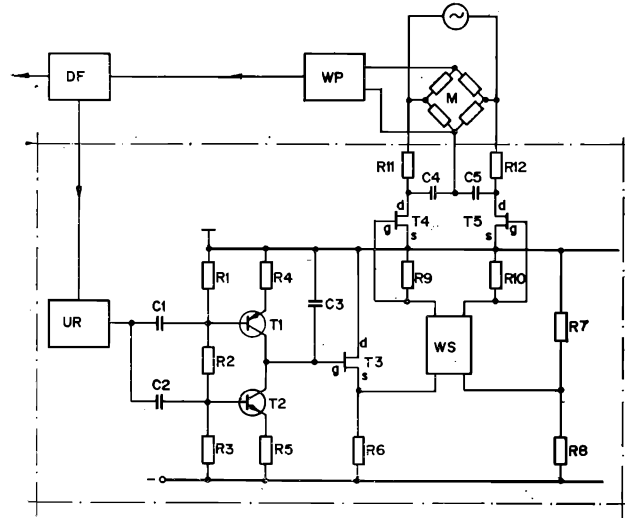 DF
WP
M
R11
C4
C5
R12
d
d
g
T4
T5
g
s
s
R1
R4
R9
R10
C3
R7
UR
C1
T1
WS
d
R2
g
T3
s
C2
T2
R3
R5
R6
R8
-